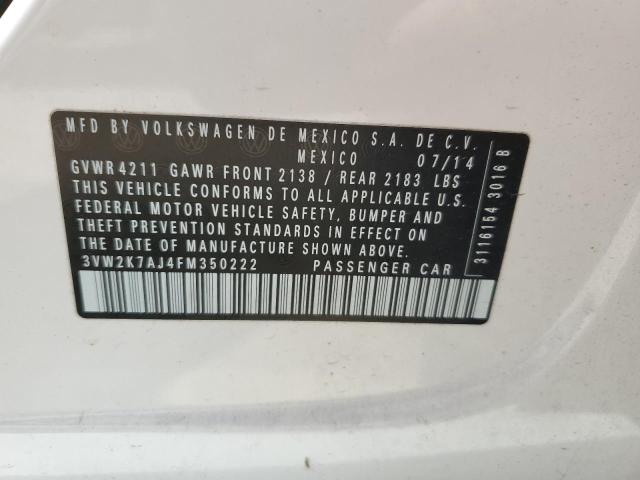 MFD BY VOLKSWAGEN DE MEXICO S.A. DE C.V.
MEXICO 07/14
GVWR 4211 GAWR FRONT 2138 / REAR 2183 LBS
THIS VEHICLE CONFORMS TO ALL APPLICABLE U.S.
FEDERAL MOTOR VEHICLE SAFETY, BUMPER AND
THEFT PREVENTION STANDARDS IN EFFECT ON
THE DATE OF MANUFACTURE SHOWN ABOVE.
3VW2K7AJ4FM350222 PASSENGER CAR
3116154 3016 B